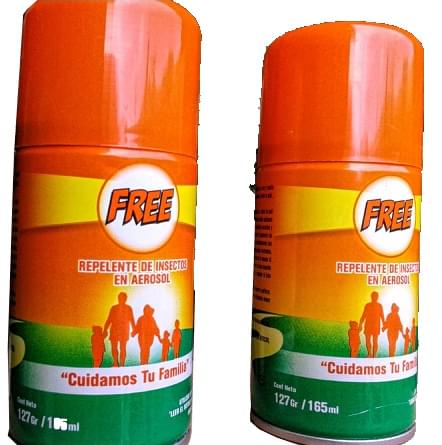 FREE
REPELENTE DE INSECTOS
EN AEROSOL
"Cuidamos Tu Familia"
Cont Neto
127Gr / 165ml
FREE
REPELENTE DE INSECTOS
EN AEROSOL
"Cuidamos Tu Familia
Cont Neto
127Gr / 165ml